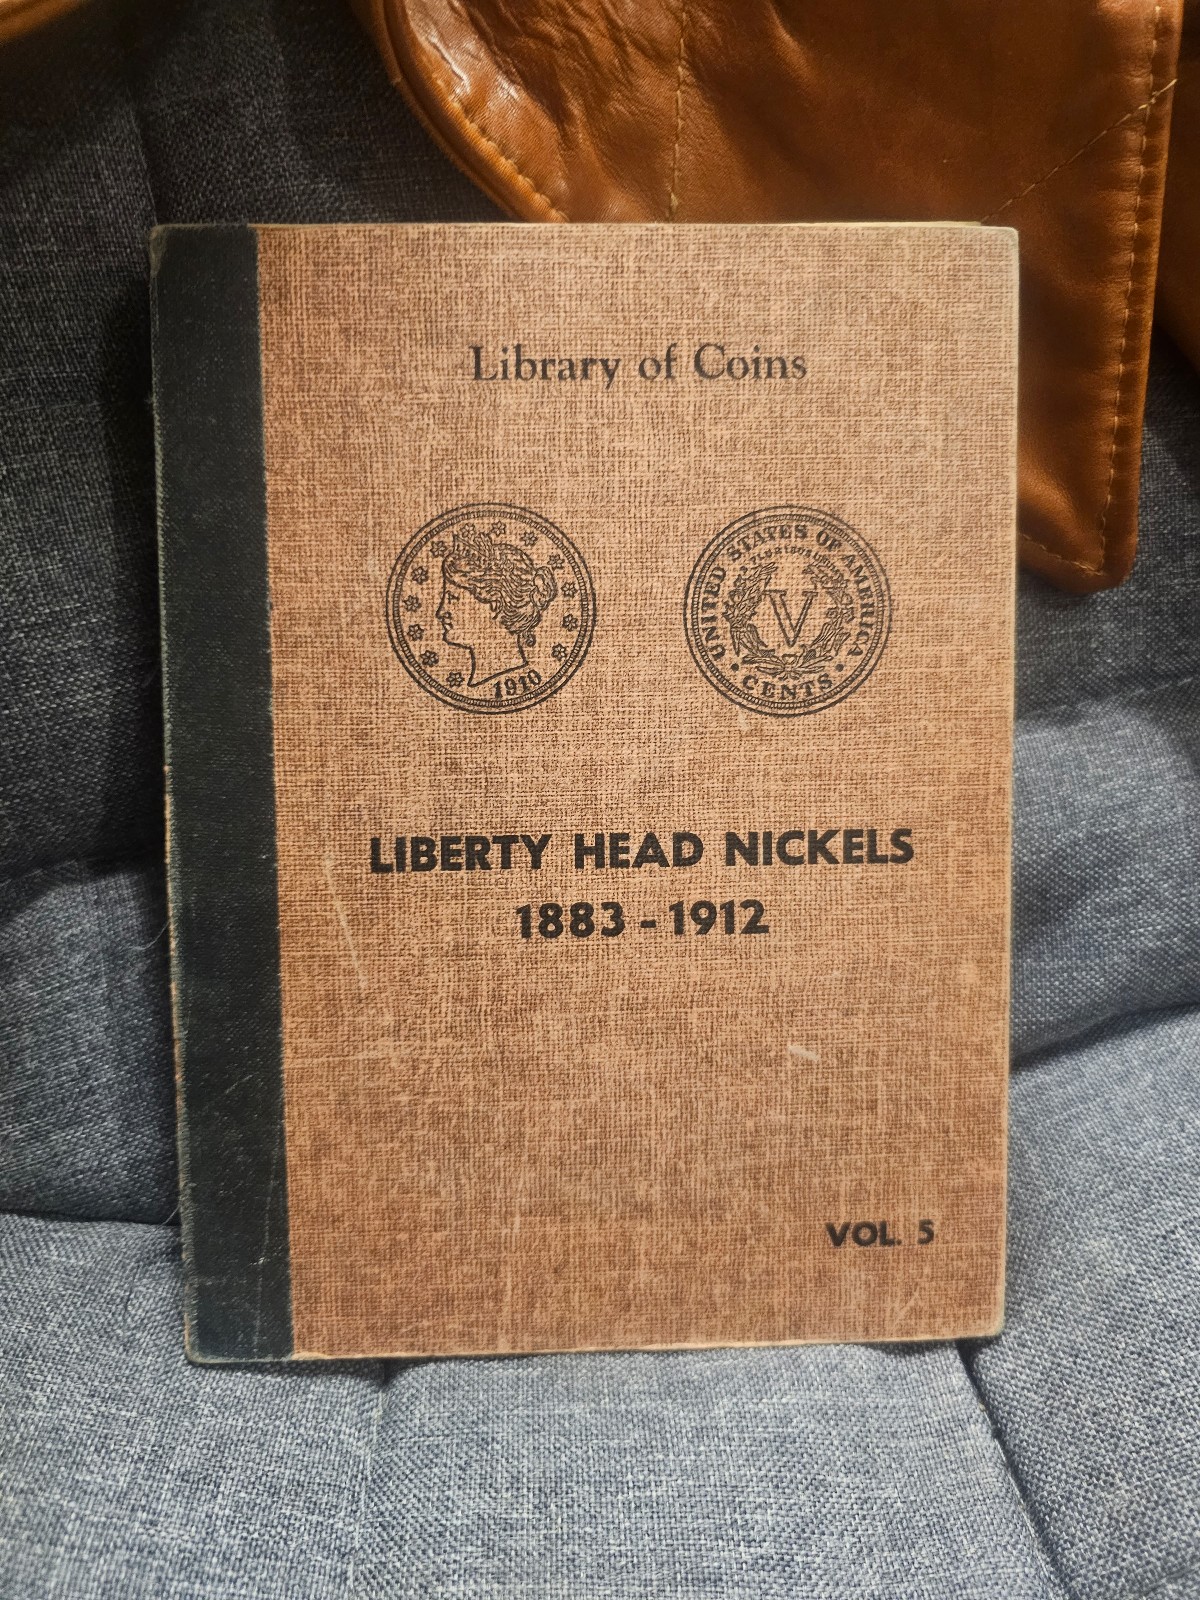 Library of Coins
1910
UNITED STATES OF AMERICA
V
CENTS
LIBERTY HEAD NICKELS
1883 - 1912
VOL. 5